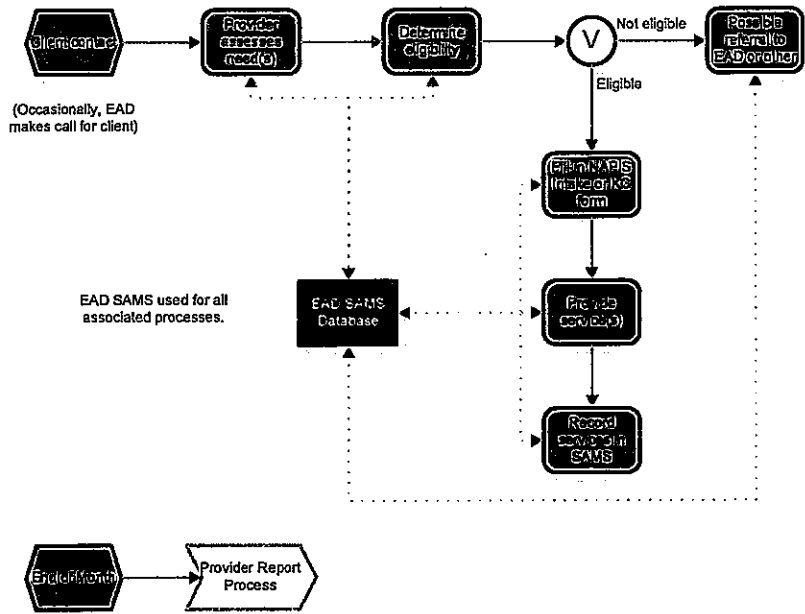 Client contact
Provider
assesses
need(s)
Determine
eligibility
V
Not eligible
Possible
referral to
EAD or other
Eligible
(Occasionally, EAD
makes call for client)
Fill in NAPIS
Intake or KC
form
EAD SAMS used for all
associated processes.
EAD SAMS
Database
Provide
service(s)
Record
services in
SAMS
End of Month
Provider Report
Process